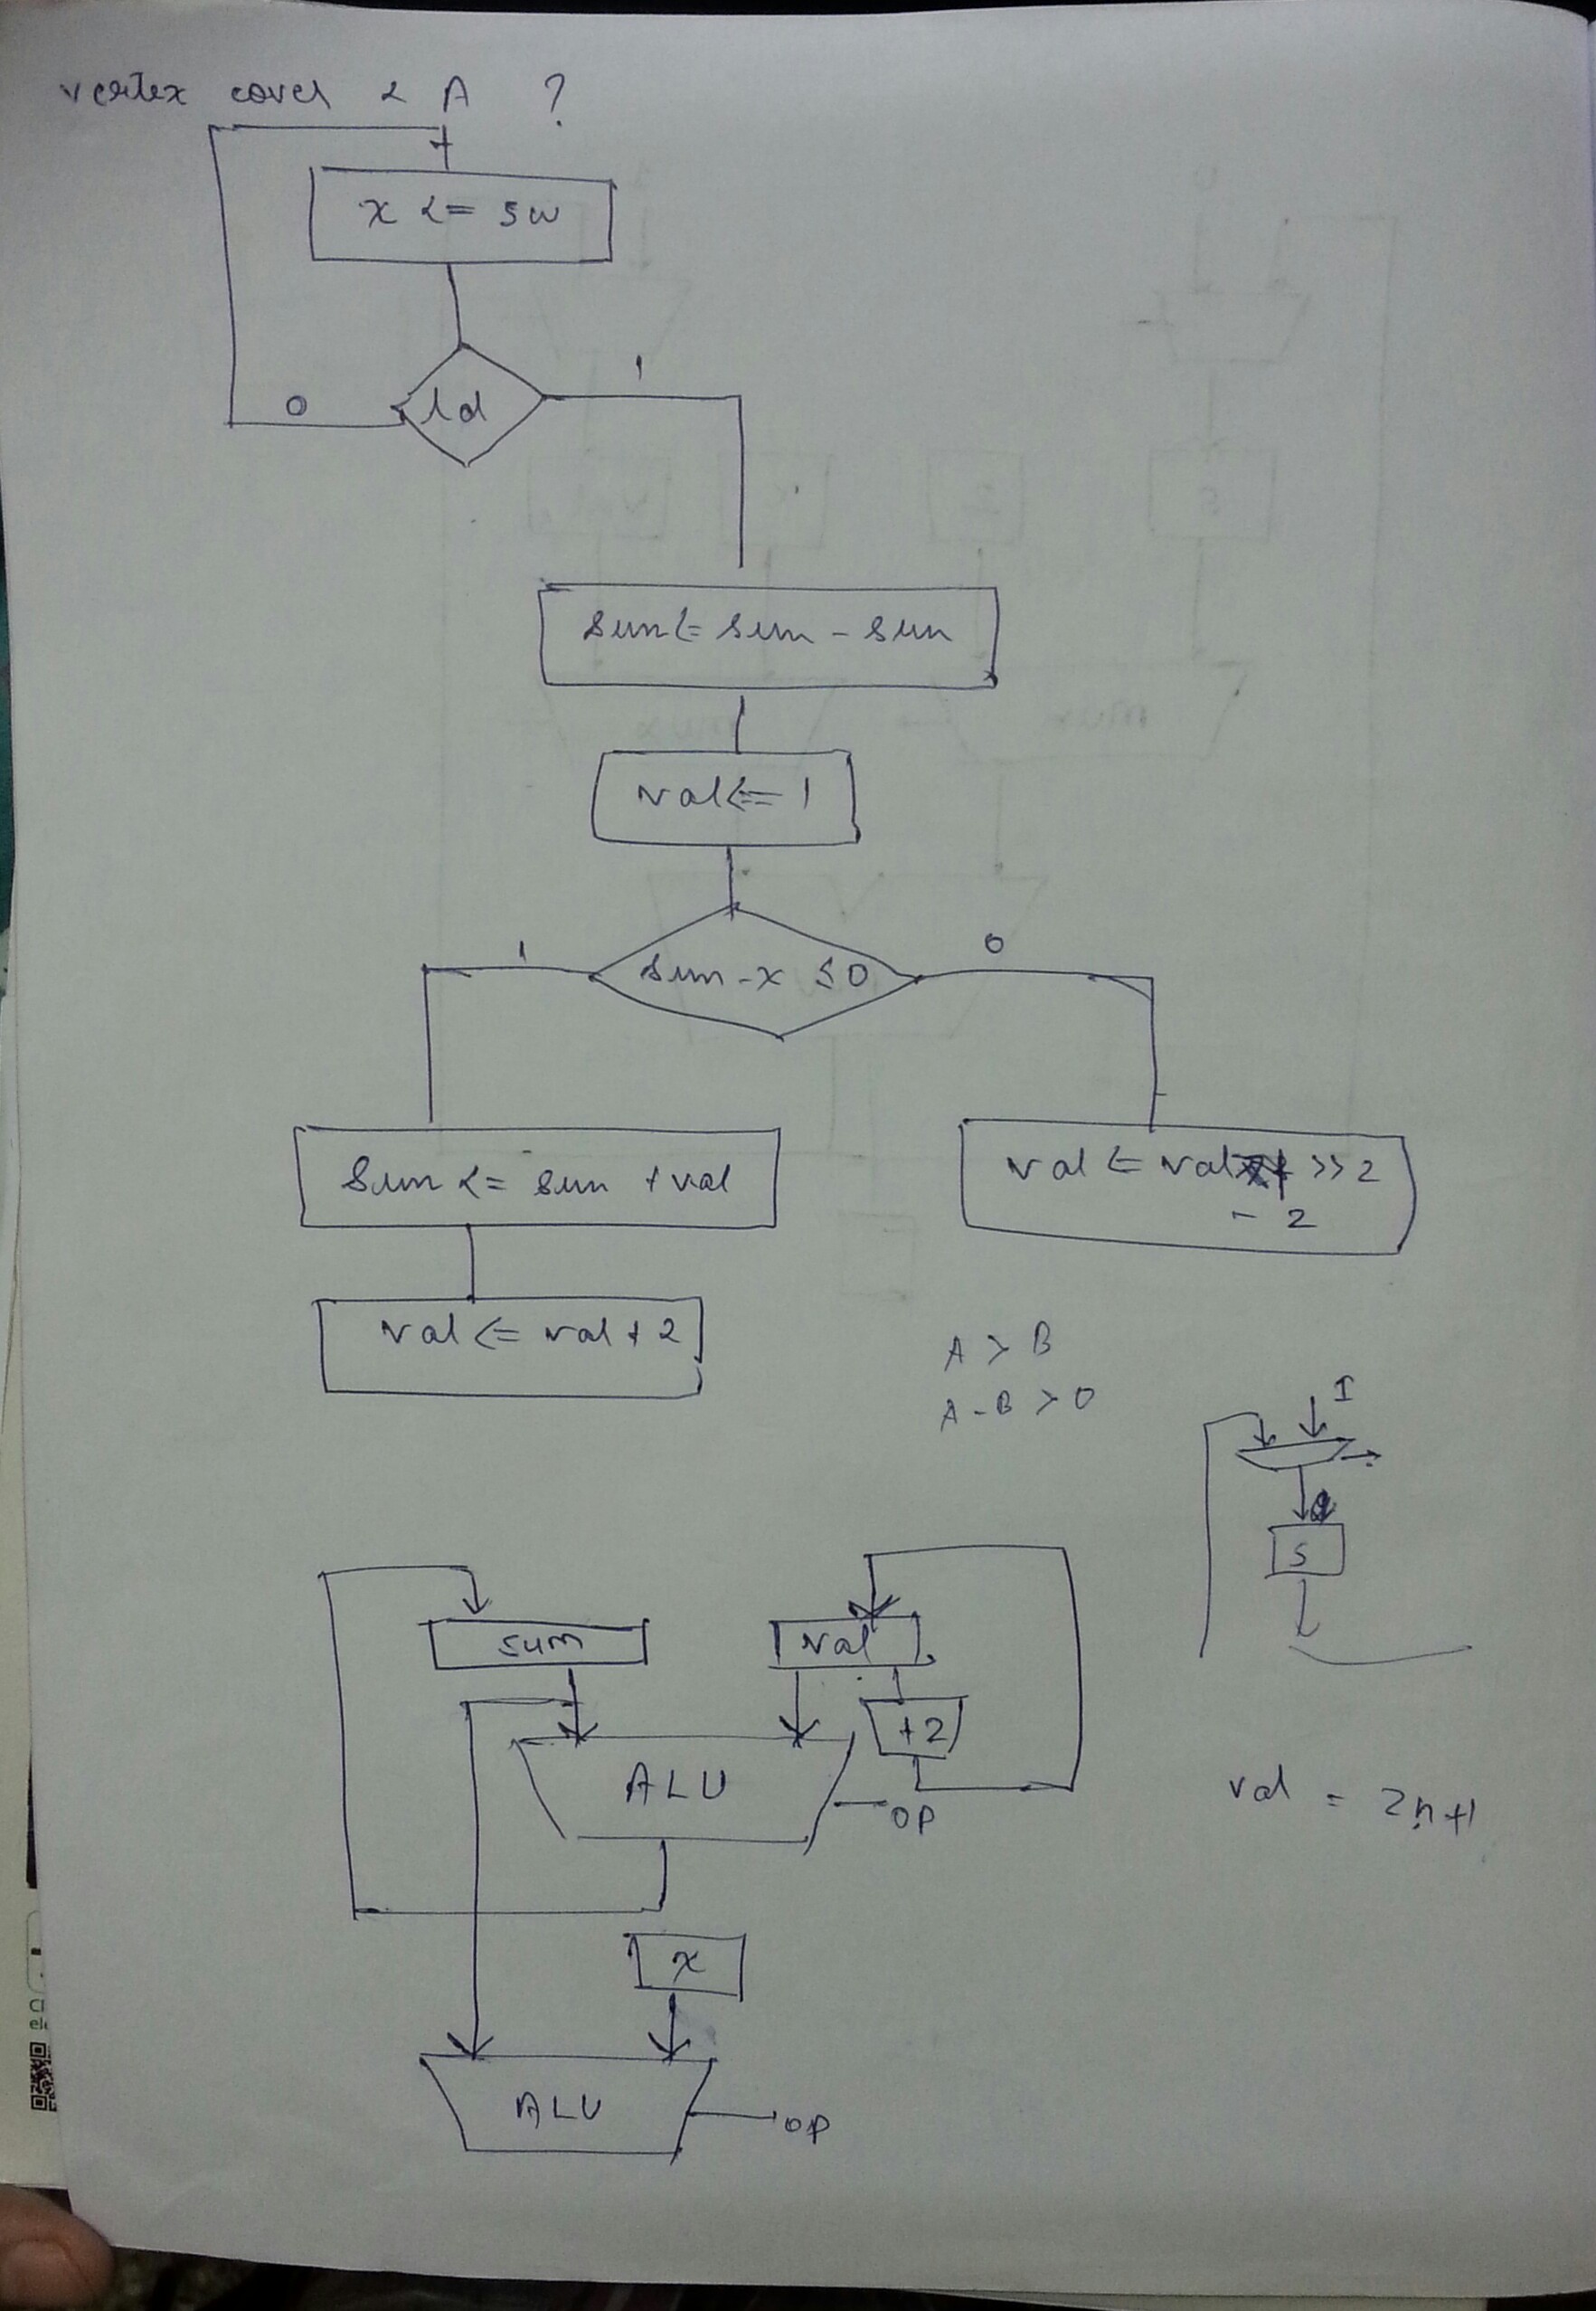 vertex cover & A ?
x <= sw
0 ld 1
sum <= sum - sum
val <= 1
1 sum - x ≤ 0 0
sum <= sum + val
val <= val >> 2
- 2
val <= val + 2
A > B
A - B > 0
I
S
sum val
+2
ALU
op
val = 2n+1
x
ALU
op